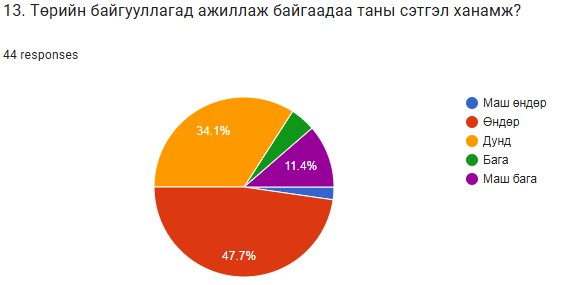 13. Төрийн байгууллагад ажиллаж байгаадаа таны сэтгэл ханамж?
44 responses
Маш өндөр
Өндөр
Дунд
Бага
Маш бага
34.1%
11.4%
47.7%